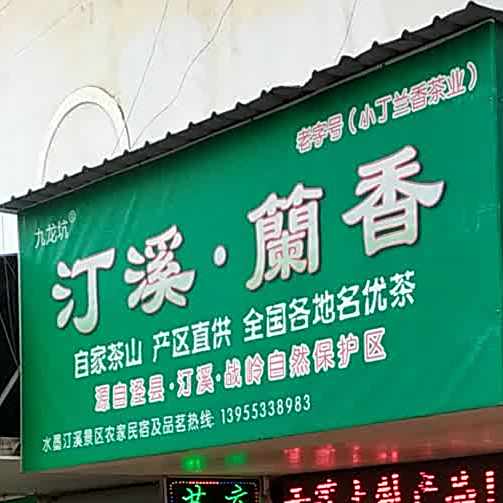 老字号(小丁兰香茶业)
九龙坑®
汀溪·蘭香
自家茶山 产区直供 全国各地名优茶
源自泾县·汀溪·战岭自然保护区
水墨汀溪景区农家民宿及品茗热线: 13955338983